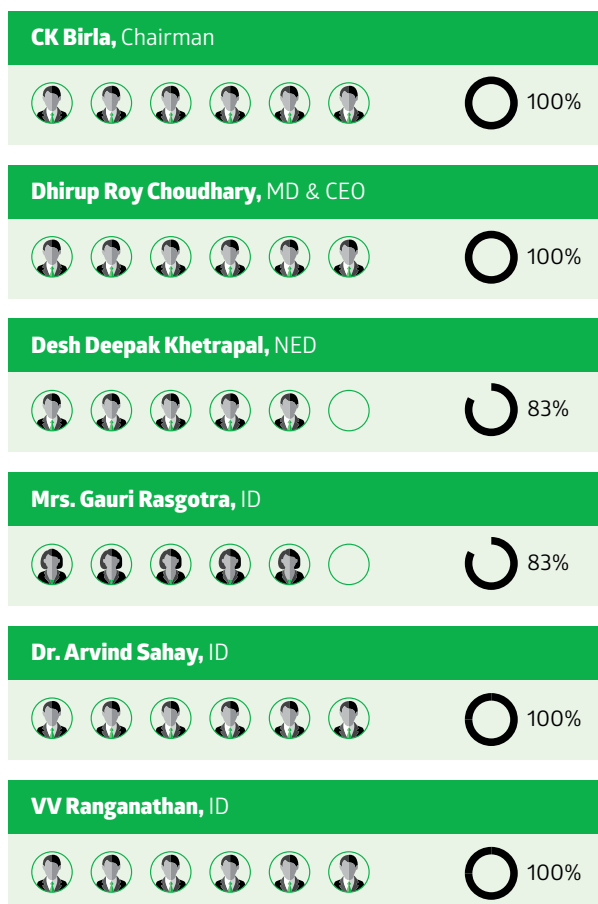 CK Birla, Chairman
100%
Dhirup Roy Choudhary, MD & CEO
100%
Desh Deepak Khetrapal, NED
83%
Mrs. Gauri Rasgotra, ID
83%
Dr. Arvind Sahay, ID
100%
VV Ranganathan, ID
100%